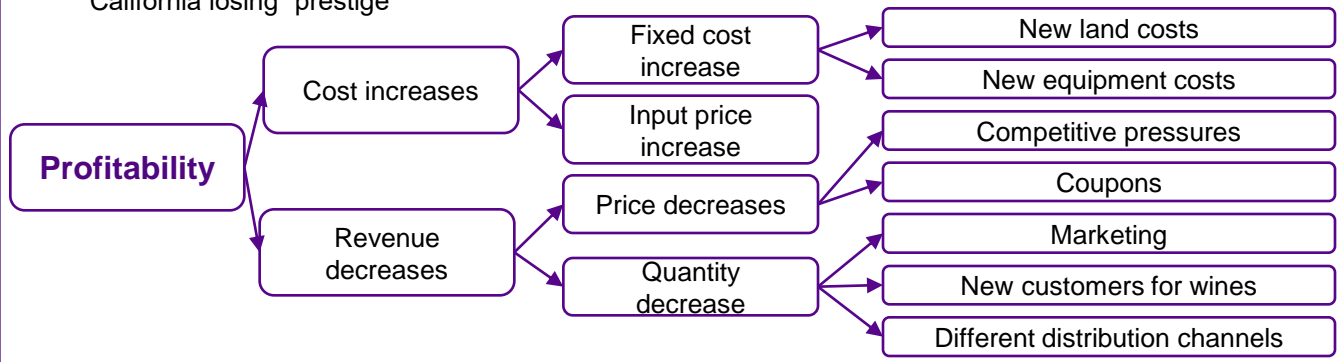 California losing "prestige"
Profitability
Cost increases
Revenue
decreases
Fixed cost
increase
Input price
increase
Price decreases
Quantity
decrease
New land costs
New equipment costs
Competitive pressures
Coupons
Marketing
New customers for wines
Different distribution channels